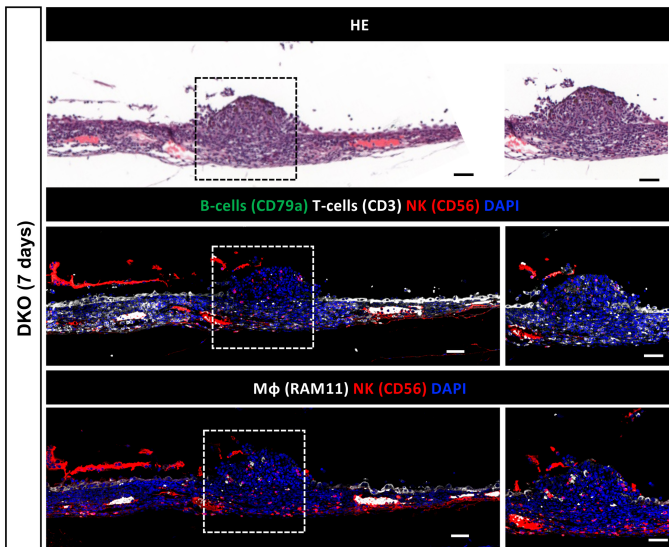 HE
DKO (7 days)
B-cells (CD79a) T-cells (CD3) NK (CD56) DAPI
Mϕ (RAM11) NK (CD56) DAPI